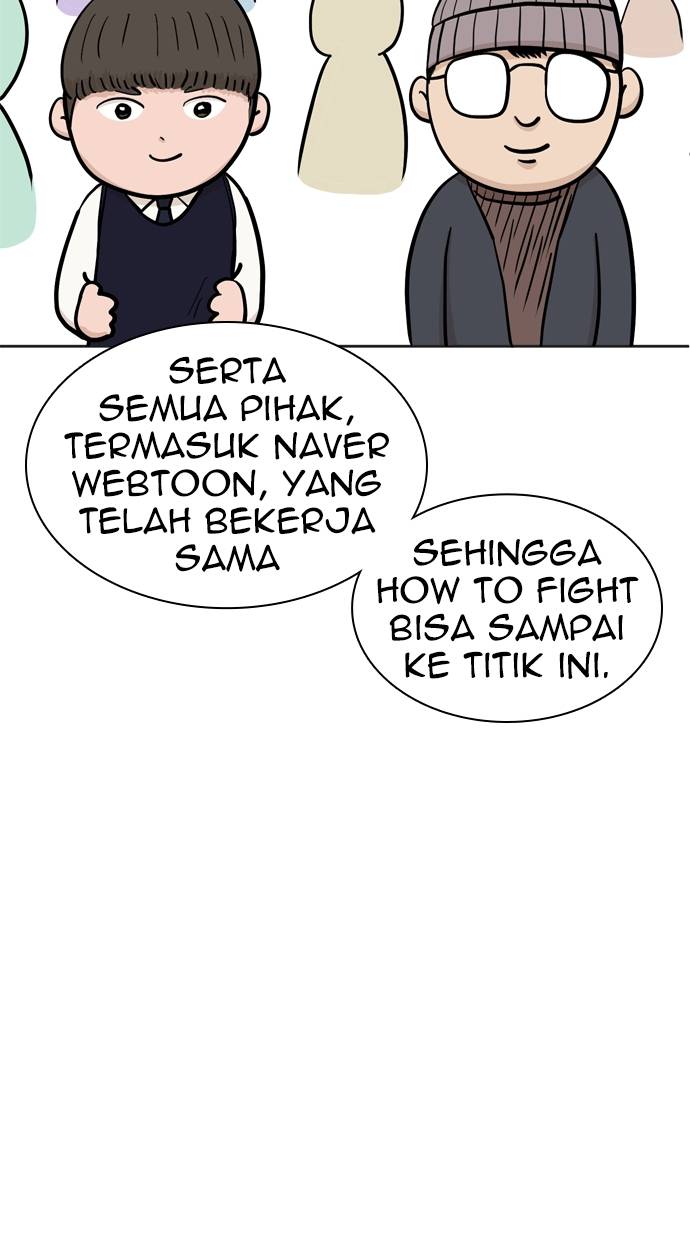 SERTA
SEMUA PIHAK,
TERMASUK NAVER
WEBTOON, YANG
TELAH BEKERJA
SAMA
SEHINGGA
HOW TO FIGHT
BISA SAMPAI
KE TITIK INI.